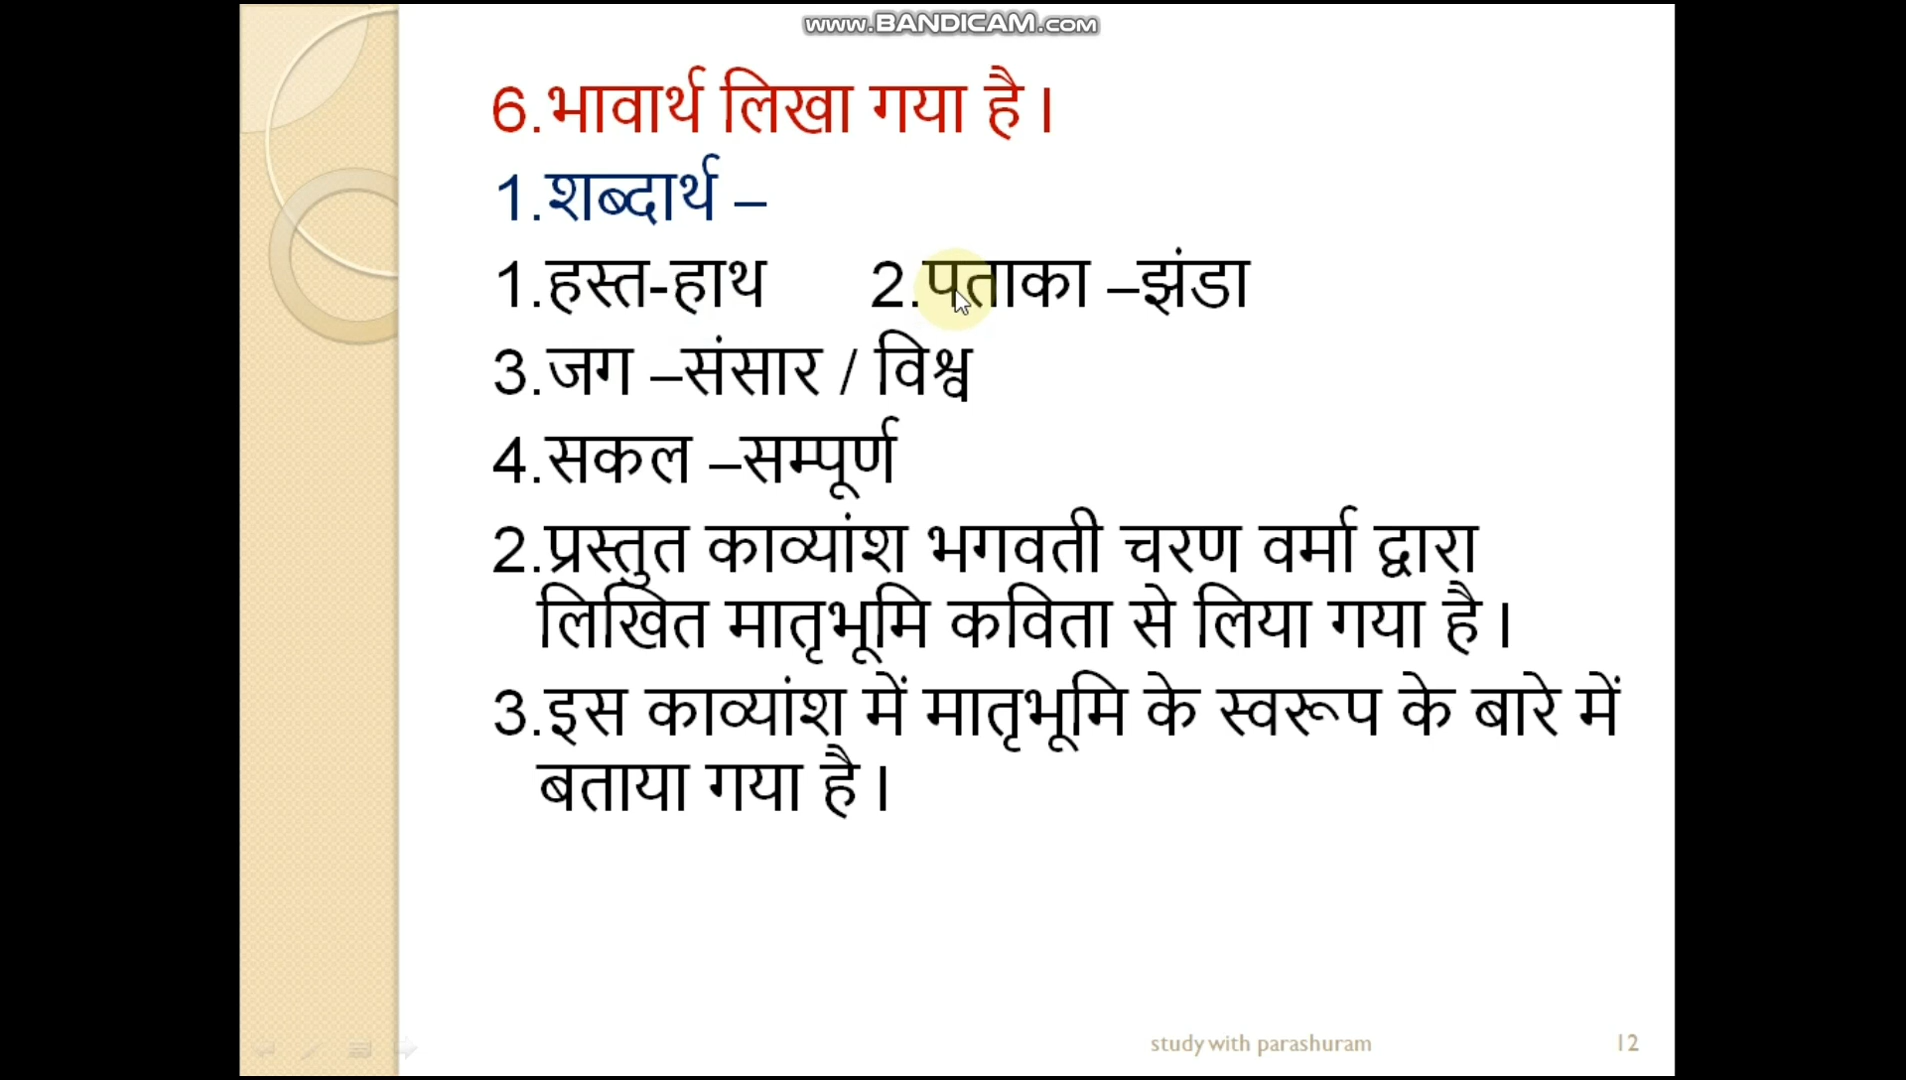 www.BANDICAM.com
6.भावार्थ लिखा गया है ।
1.शब्दार्थ –
1.हस्त-हाथ 2.पताका –झंडा
3.जग –संसार / विश्व
4.सकल –सम्पूर्ण
2.प्रस्तुत काव्यांश भगवती चरण वर्मा द्वारा
लिखित मातृभूमि कविता से लिया गया है ।
3.इस काव्यांश में मातृभूमि के स्वरूप के बारे में
बताया गया है ।
study with parashuram 12